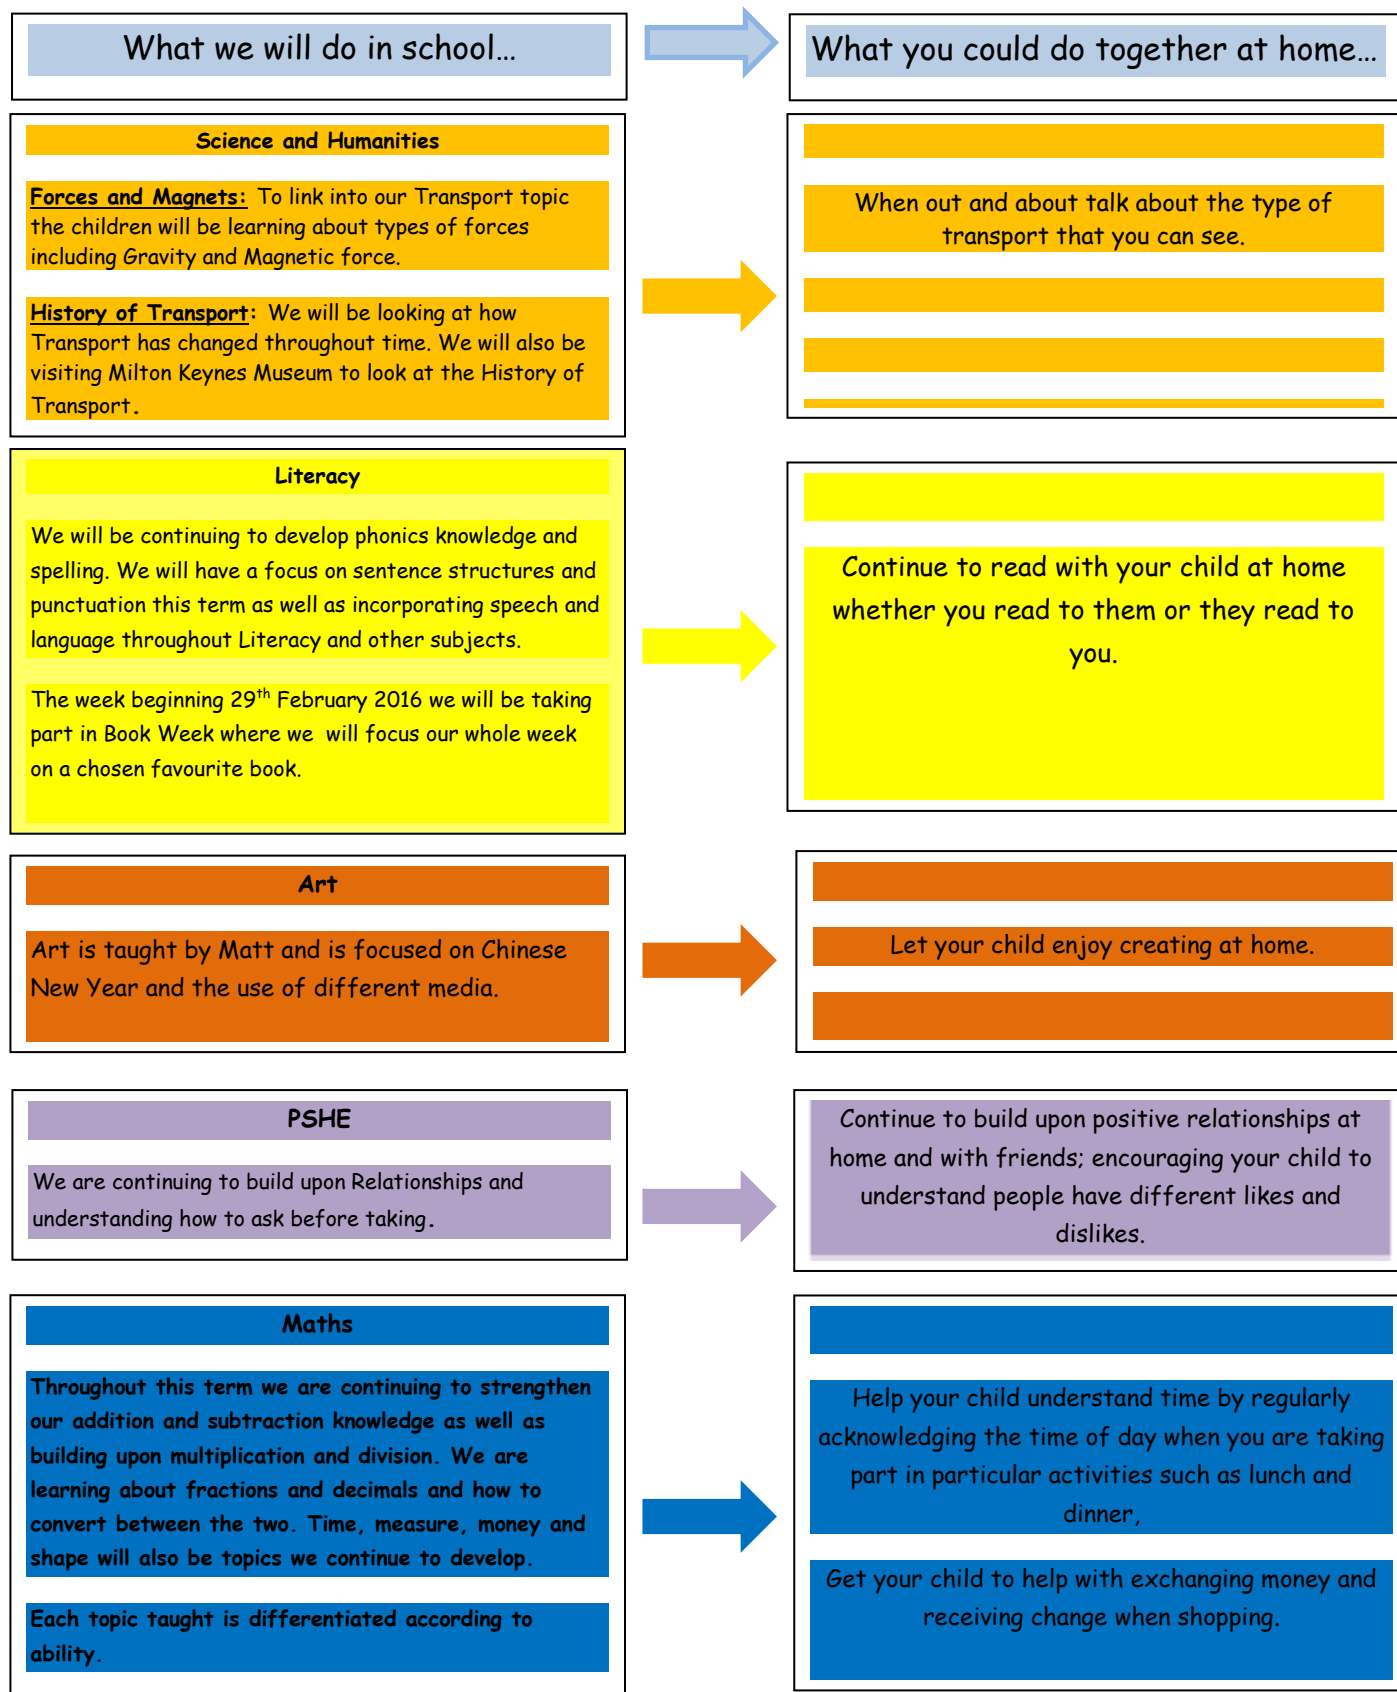 What we will do in school…
What you could do together at home…
Science and Humanities
Forces and Magnets: To link into our Transport topic
the children will be learning about types of forces
including Gravity and Magnetic force.
History of Transport: We will be looking at how
Transport has changed throughout time. We will also be
visiting Milton Keynes Museum to look at the History of
Transport.
When out and about talk about the type of
transport that you can see.
Literacy
We will be continuing to develop phonics knowledge and
spelling. We will have a focus on sentence structures and
punctuation this term as well as incorporating speech and
language throughout Literacy and other subjects.
The week beginning 29th February 2016 we will be taking
part in Book Week where we will focus our whole week
on a chosen favourite book.
Continue to read with your child at home
whether you read to them or they read to
you.
Art
Art is taught by Matt and is focused on Chinese
New Year and the use of different media.
Let your child enjoy creating at home.
PSHE
We are continuing to build upon Relationships and
understanding how to ask before taking.
Continue to build upon positive relationships at
home and with friends; encouraging your child to
understand people have different likes and
dislikes.
Maths
Throughout this term we are continuing to strengthen
our addition and subtraction knowledge as well as
building upon multiplication and division. We are
learning about fractions and decimals and how to
convert between the two. Time, measure, money and
shape will also be topics we continue to develop.
Each topic taught is differentiated according to
ability.
Help your child understand time by regularly
acknowledging the time of day when you are taking
part in particular activities such as lunch and
dinner,
Get your child to help with exchanging money and
receiving change when shopping.